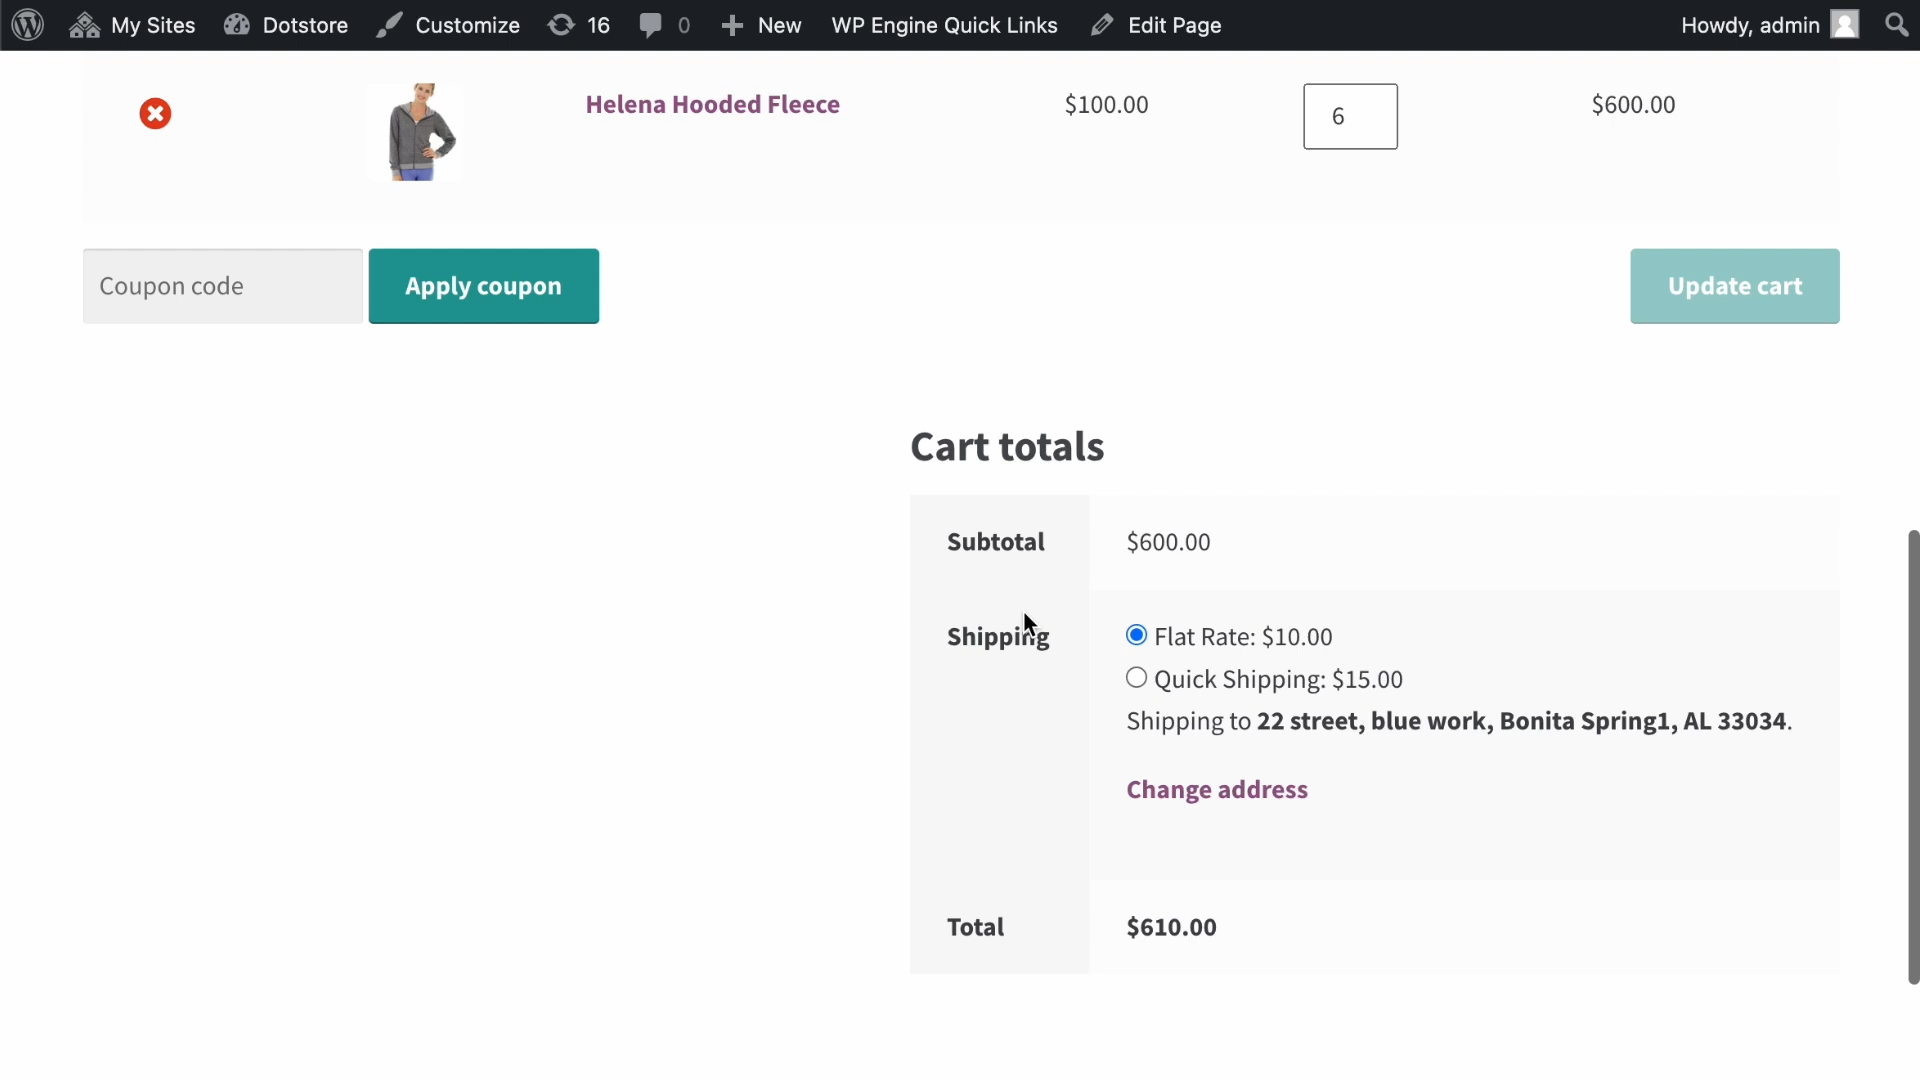 My Sites Dotstore Customize 16 0 New WP Engine Quick Links Edit Page Howdy, admin
Helena Hooded Fleece $100.00 6 $600.00
Coupon code Apply coupon Update cart
Cart totals
Subtotal $600.00
Shipping Flat Rate: $10.00
Quick Shipping: $15.00
Shipping to 22 street, blue work, Bonita Spring1, AL 33034.
Change address
Total $610.00